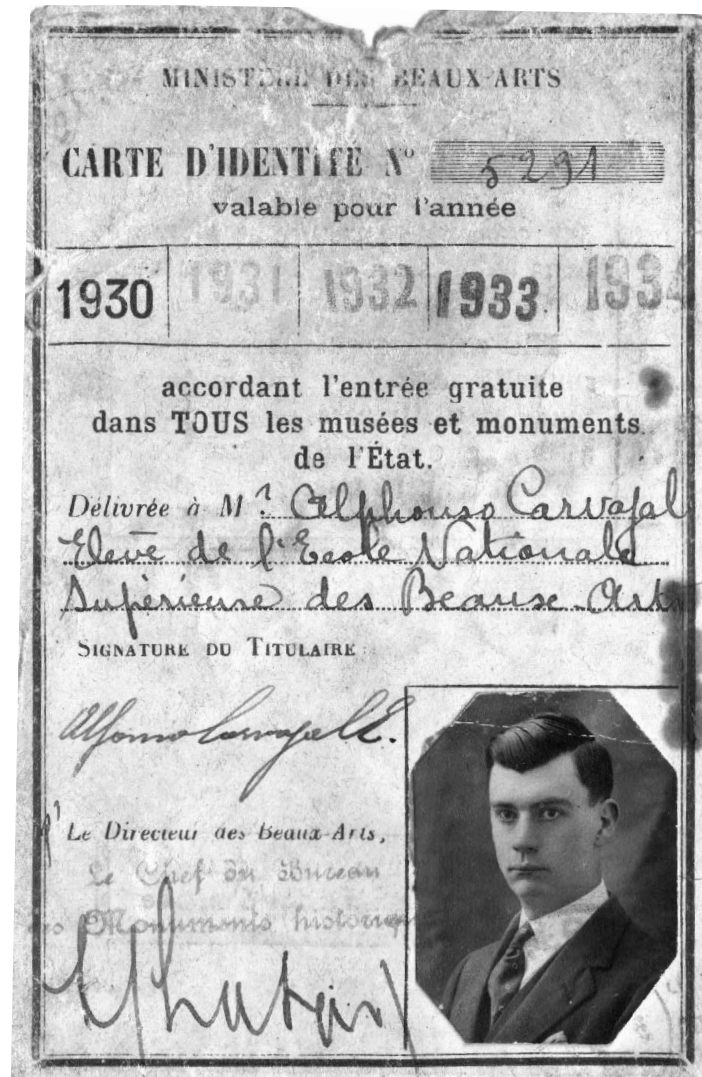 MINISTÈRE DES BEAUX-ARTS
CARTE D'IDENTITÉ Nº 5291
valable pour l'année
1930 1931 1932 1933 1934
accordant l'entrée gratuite
dans TOUS les musées et monuments
de l'État.
Délivrée à Mr Alphonso Carvajal
Elève de l'Ecole Nationale
Supérieure des Beaux-Arts
SIGNATURE DU TITULAIRE :
Alfonso Carvajal E.
Le Directeur des Beaux-Arts,
Le Chef du Bureau
des Monuments historiques